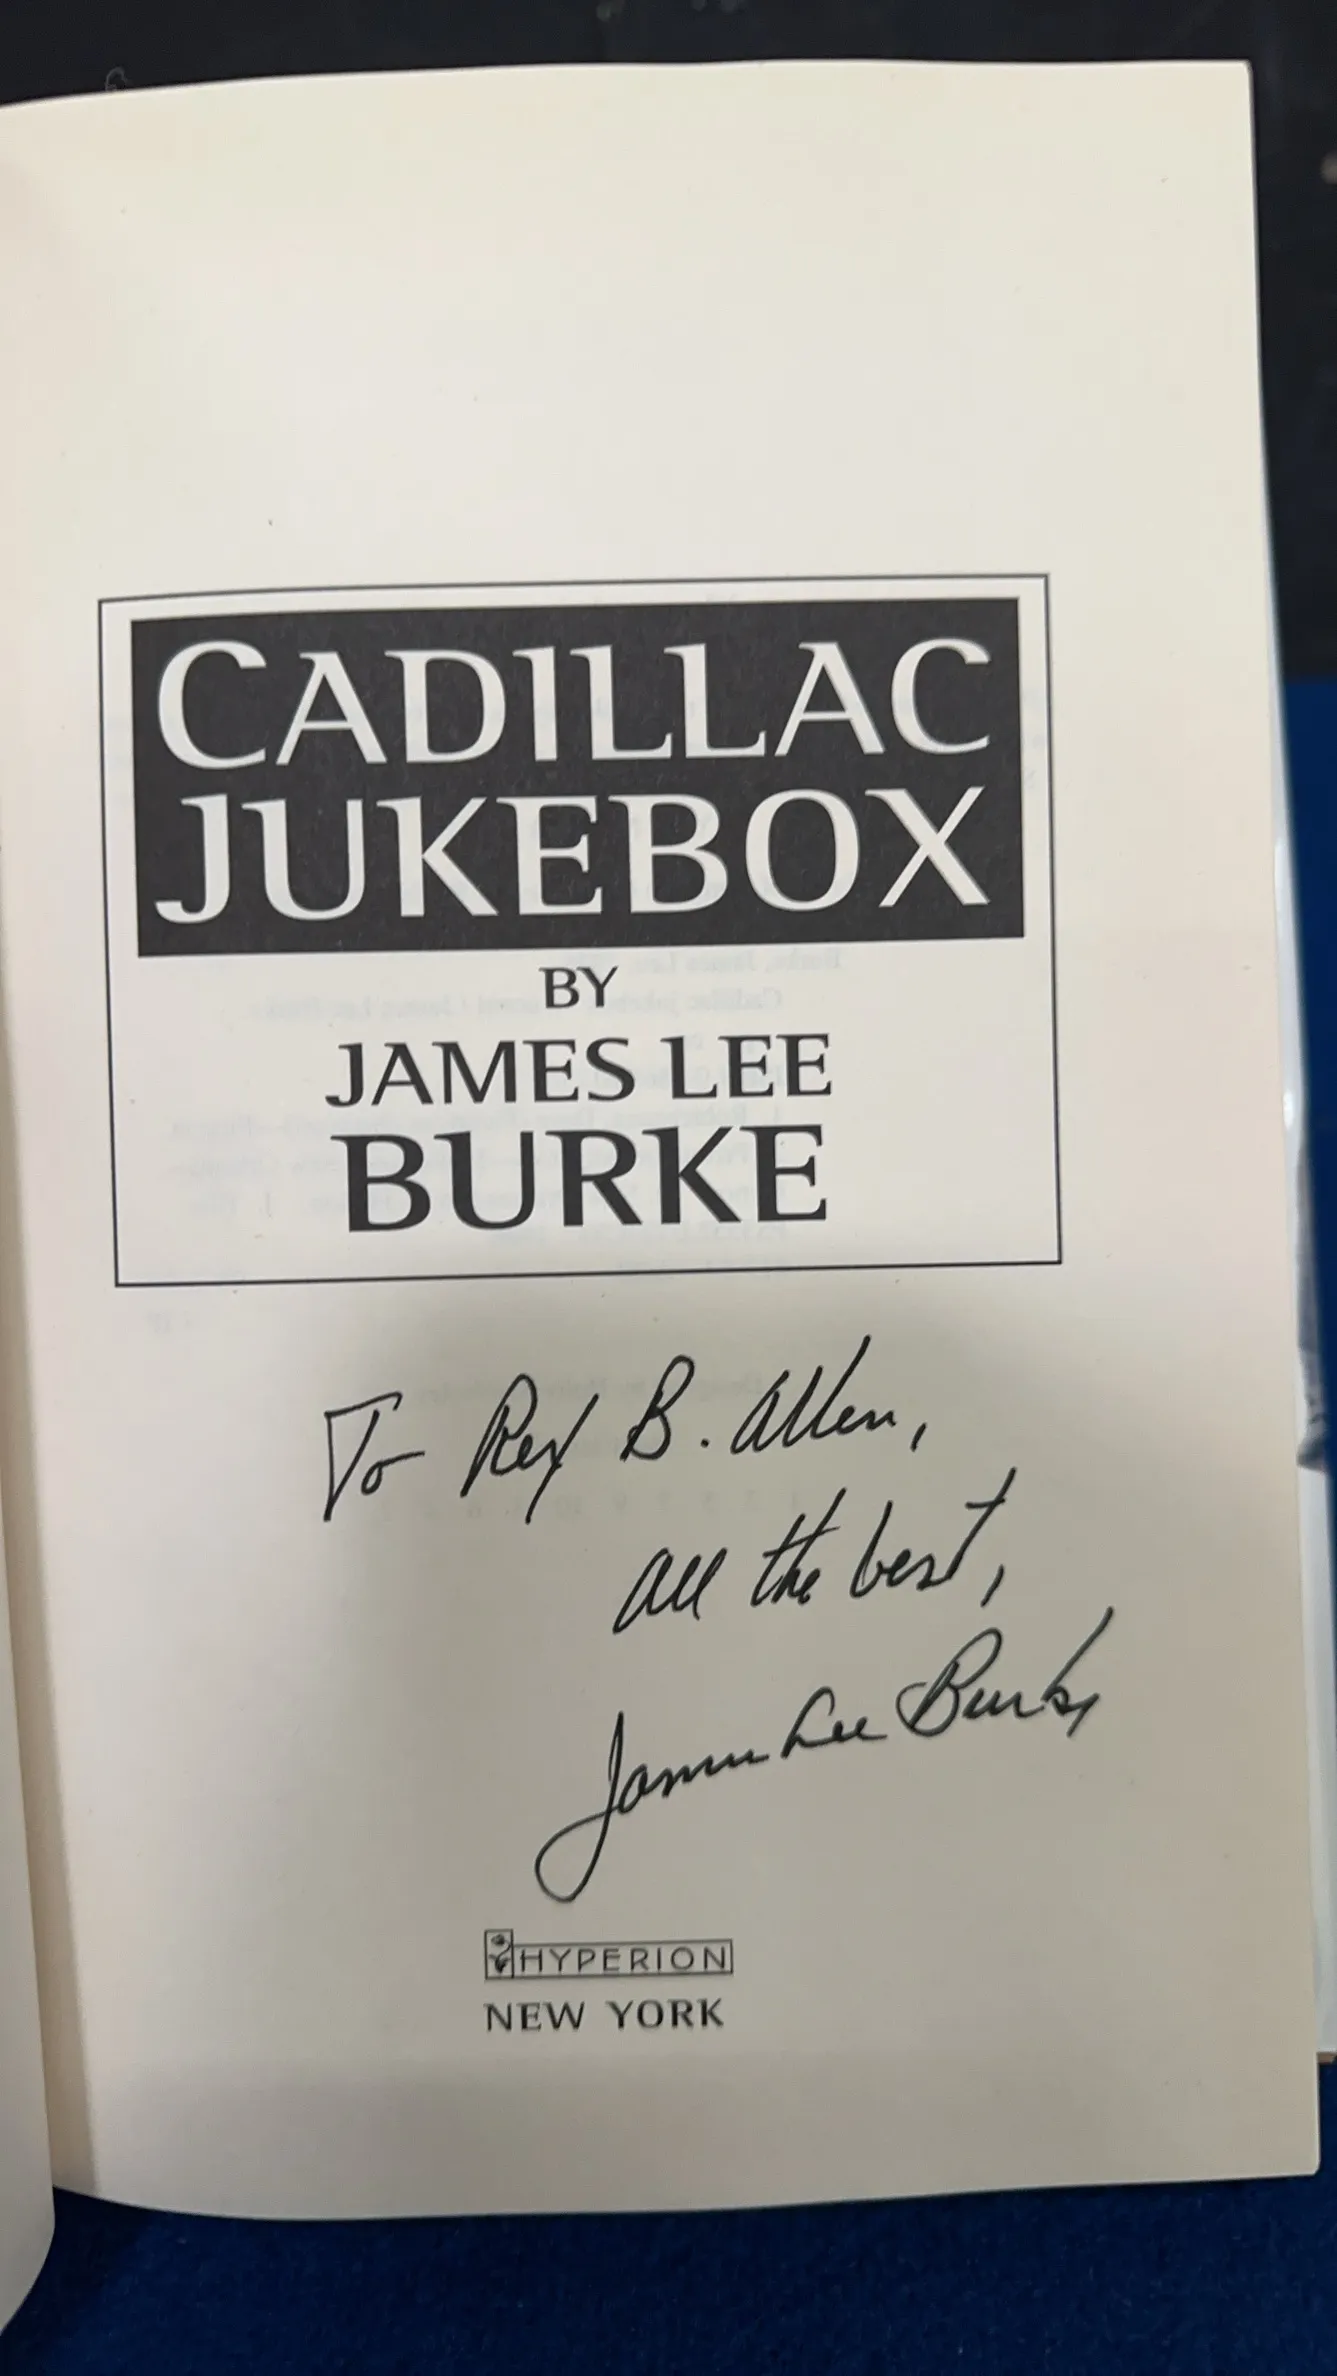 CADILLAC
JUKEBOX
BY
JAMES LEE
BURKE
To Rex B. Allen,
all the best,
James Lee Burke
HYPERION
NEW YORK